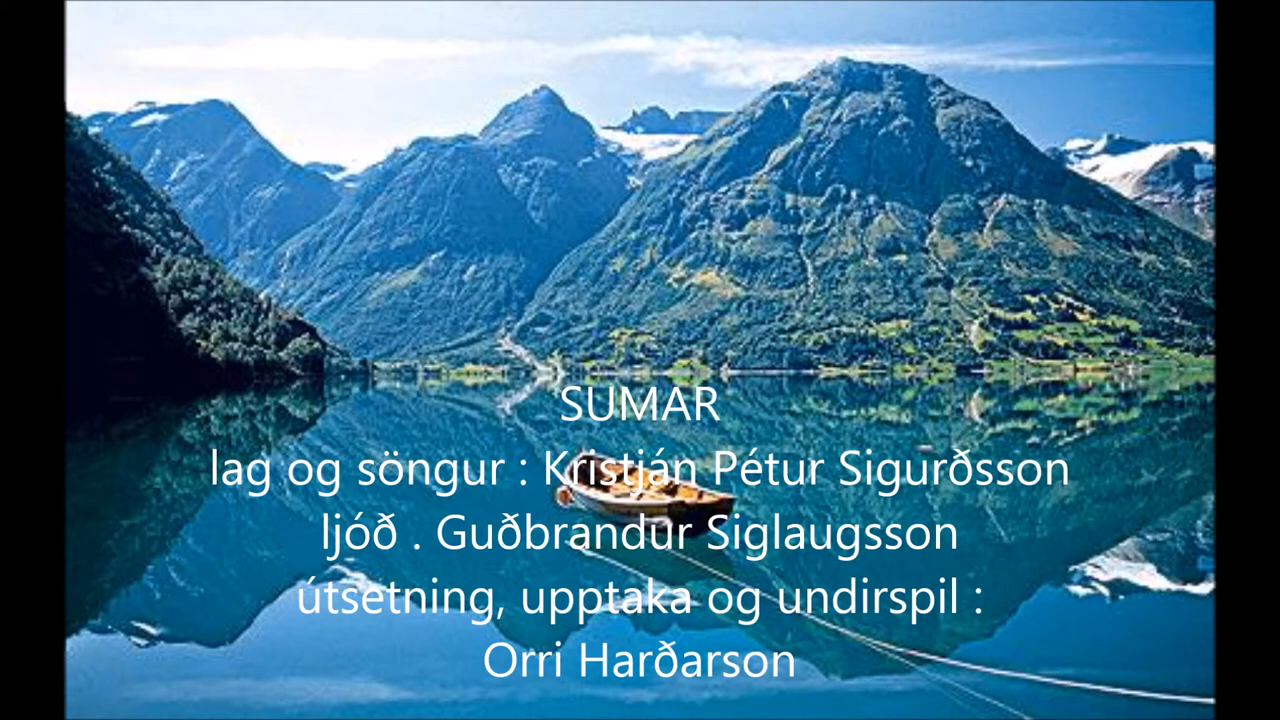 SUMAR
lag og söngur : Kristján Pétur Sigurðsson
ljóð . Guðbrandur Siglaugsson
útsetning, upptaka og undirspil :
Orri Harðarson